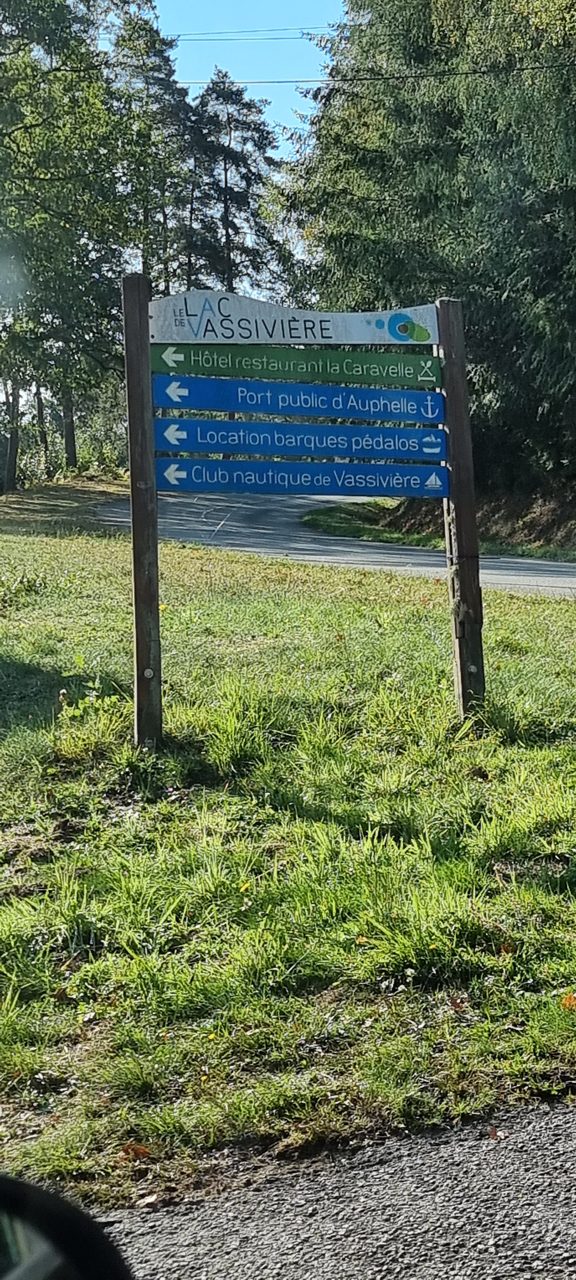 LE LAC
DE VASSIVIÈRE
Hôtel restaurant la Caravelle
Port public d'Auphelle
Location barques pédalos
Club nautique de Vassivière